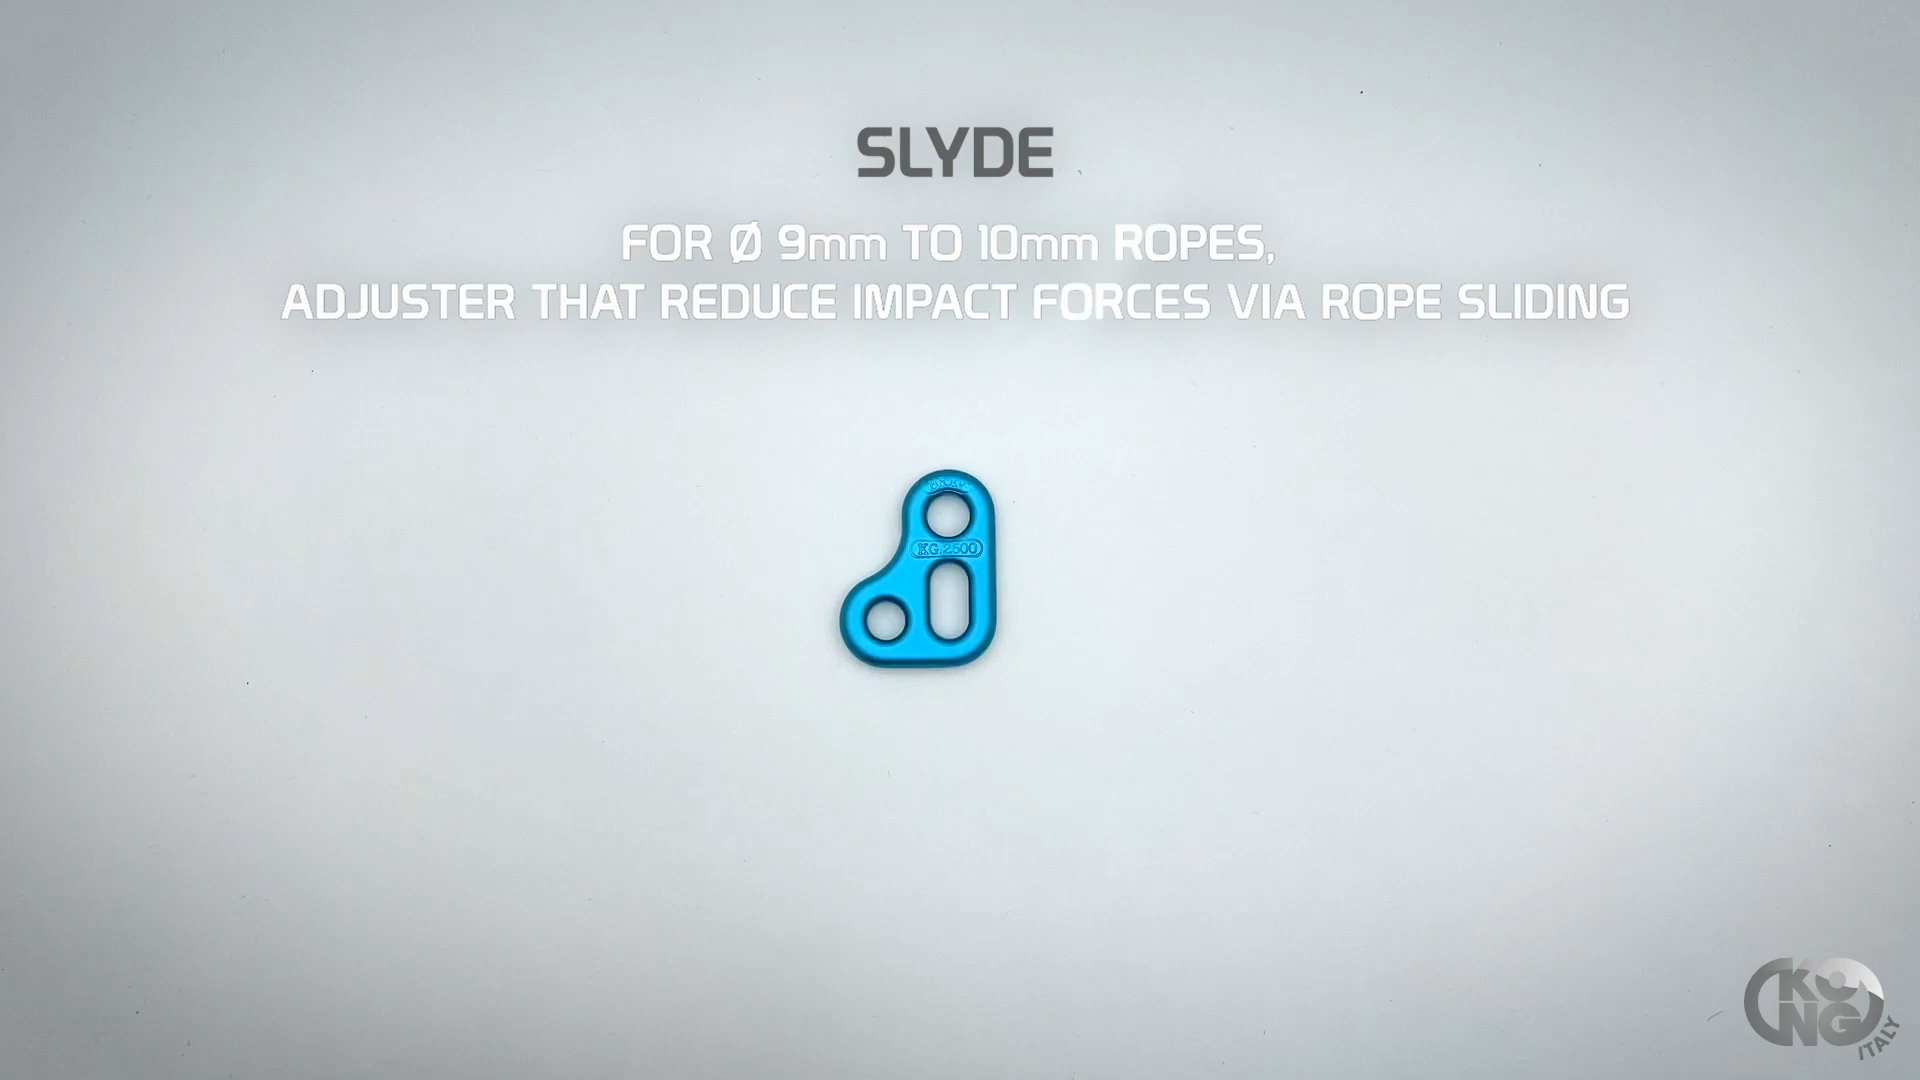 SLYDE
FOR Ø 9mm TO 10mm ROPES,
ADJUSTER THAT REDUCE IMPACT FORCES VIA ROPE SLIDING
KG.2500
KONG
ITALY